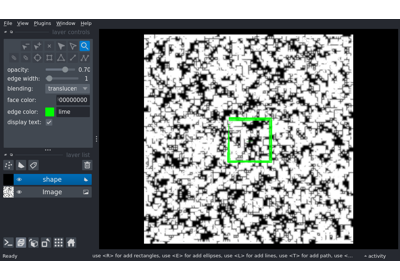 File View Plugins Window Help
layer controls
opacity: 0.70
edge width: 1
blending: translucen
face color: 00000000
edge color: lime
display text:
layer list
shape
Image
Ready
use <R> for add rectangles, use <E> for add ellipses, use <L> for add lines, use <T> for add path, use <...
activity